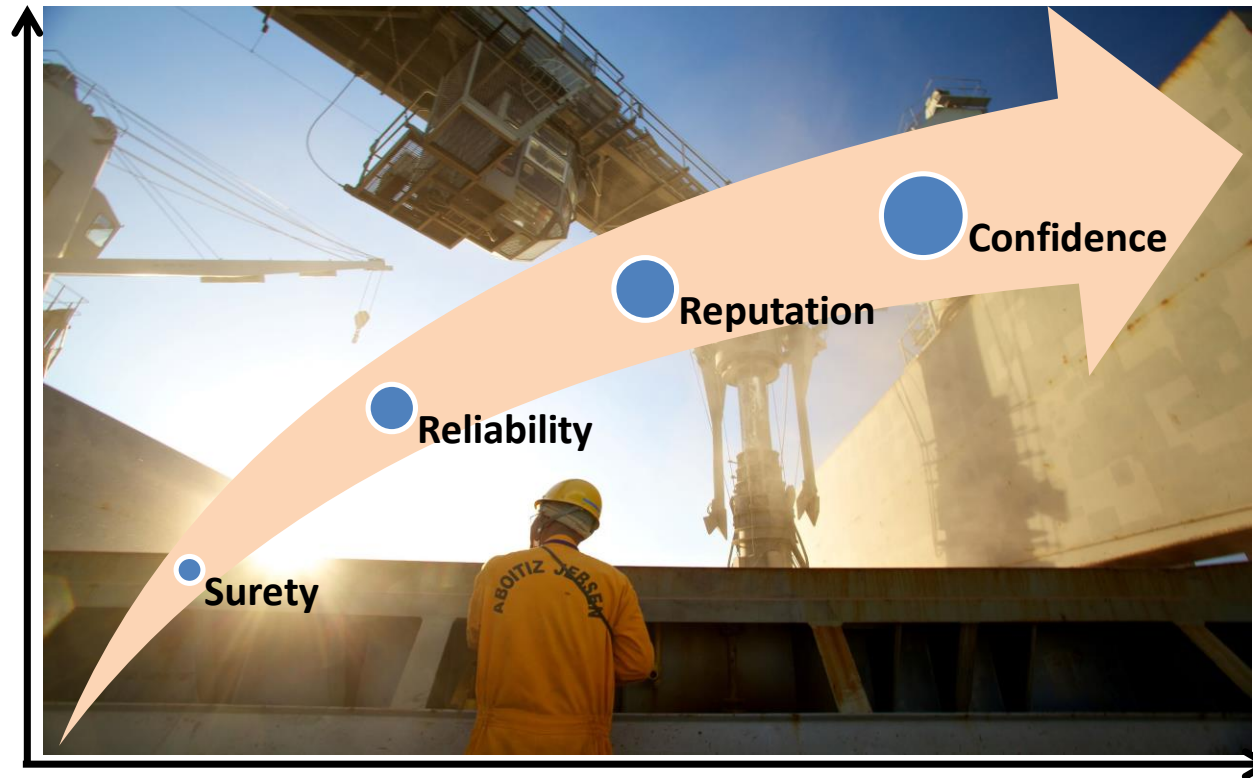 Confidence
Reputation
Reliability
Surety
ABOITIZ JEBSEN